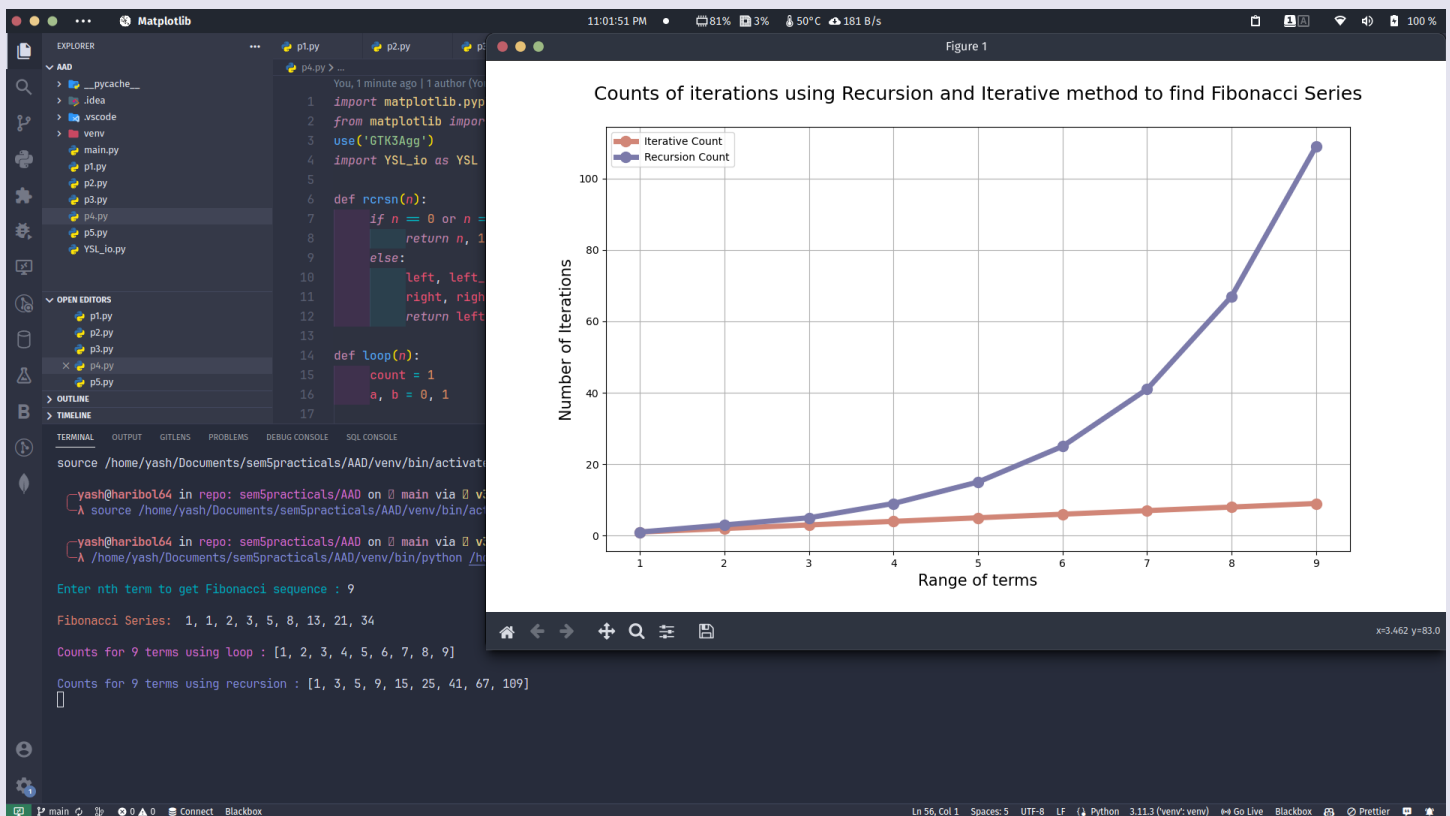 Matplotlib
11:01:51 PM
81%
3%
50°C
181 B/s
1
A
100 %
EXPLORER
AAD
__pycache__
.idea
.vscode
venv
main.py
p1.py
p2.py
p3.py
p4.py
p5.py
YSL_io.py
OPEN EDITORS
p1.py
p2.py
p3.py
p4.py
p5.py
OUTLINE
TIMELINE
p1.py
p2.py
p3
p4.py > ...
You, 1 minute ago | 1 author (Yo
1 import matplotlib.pyp
2 from matplotlib impor
3 use('GTK3Agg')
4 import YSL_io as YSL
5
6 def rcrsn(n):
7 if n == 0 or n =
8 return n, 1
9 else:
10 left, left_
11 right, righ
12 return left
13
14 def loop(n):
15 count = 1
16 a, b = 0, 1
17
Figure 1
Counts of iterations using Recursion and Iterative method to find Fibonacci Series
Iterative Count
Recursion Count
Number of Iterations
100
80
60
40
20
0
1 2 3 4 5 6 7 8 9
Range of terms
x=3.462 y=83.0
TERMINAL OUTPUT GITLENS PROBLEMS DEBUG CONSOLE SQL CONSOLE
source /home/yash/Documents/sem5practicals/AAD/venv/bin/activate
yash@haribol64 in repo: sem5practicals/AAD on main via v3
λ source /home/yash/Documents/sem5practicals/AAD/venv/bin/act
yash@haribol64 in repo: sem5practicals/AAD on main via v3
λ /home/yash/Documents/sem5practicals/AAD/venv/bin/python /ho
Enter nth term to get Fibonacci sequence : 9
Fibonacci Series: 1, 1, 2, 3, 5, 8, 13, 21, 34
Counts for 9 terms using loop : [1, 2, 3, 4, 5, 6, 7, 8, 9]
Counts for 9 terms using recursion : [1, 3, 5, 9, 15, 25, 41, 67, 109]
B
1
main
0
0
Connect
Blackbox
Ln 56, Col 1
Spaces: 5
UTF-8
LF
Python
3.11.3 ('venv': venv)
Go Live
Blackbox
Prettier